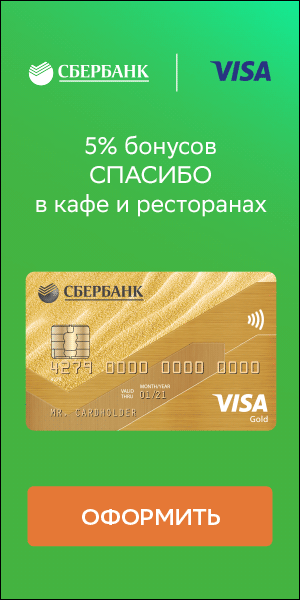 СБЕРБАНК
VISA
5% бонусов
СПАСИБО
в кафе и ресторанах
СБЕРБАНК
4279 0000 0000 0000
4279
MONTH/YEAR
VALID THRU 01/21
MR. CARDHOLDER
VISA
Gold
ОФОРМИТЬ